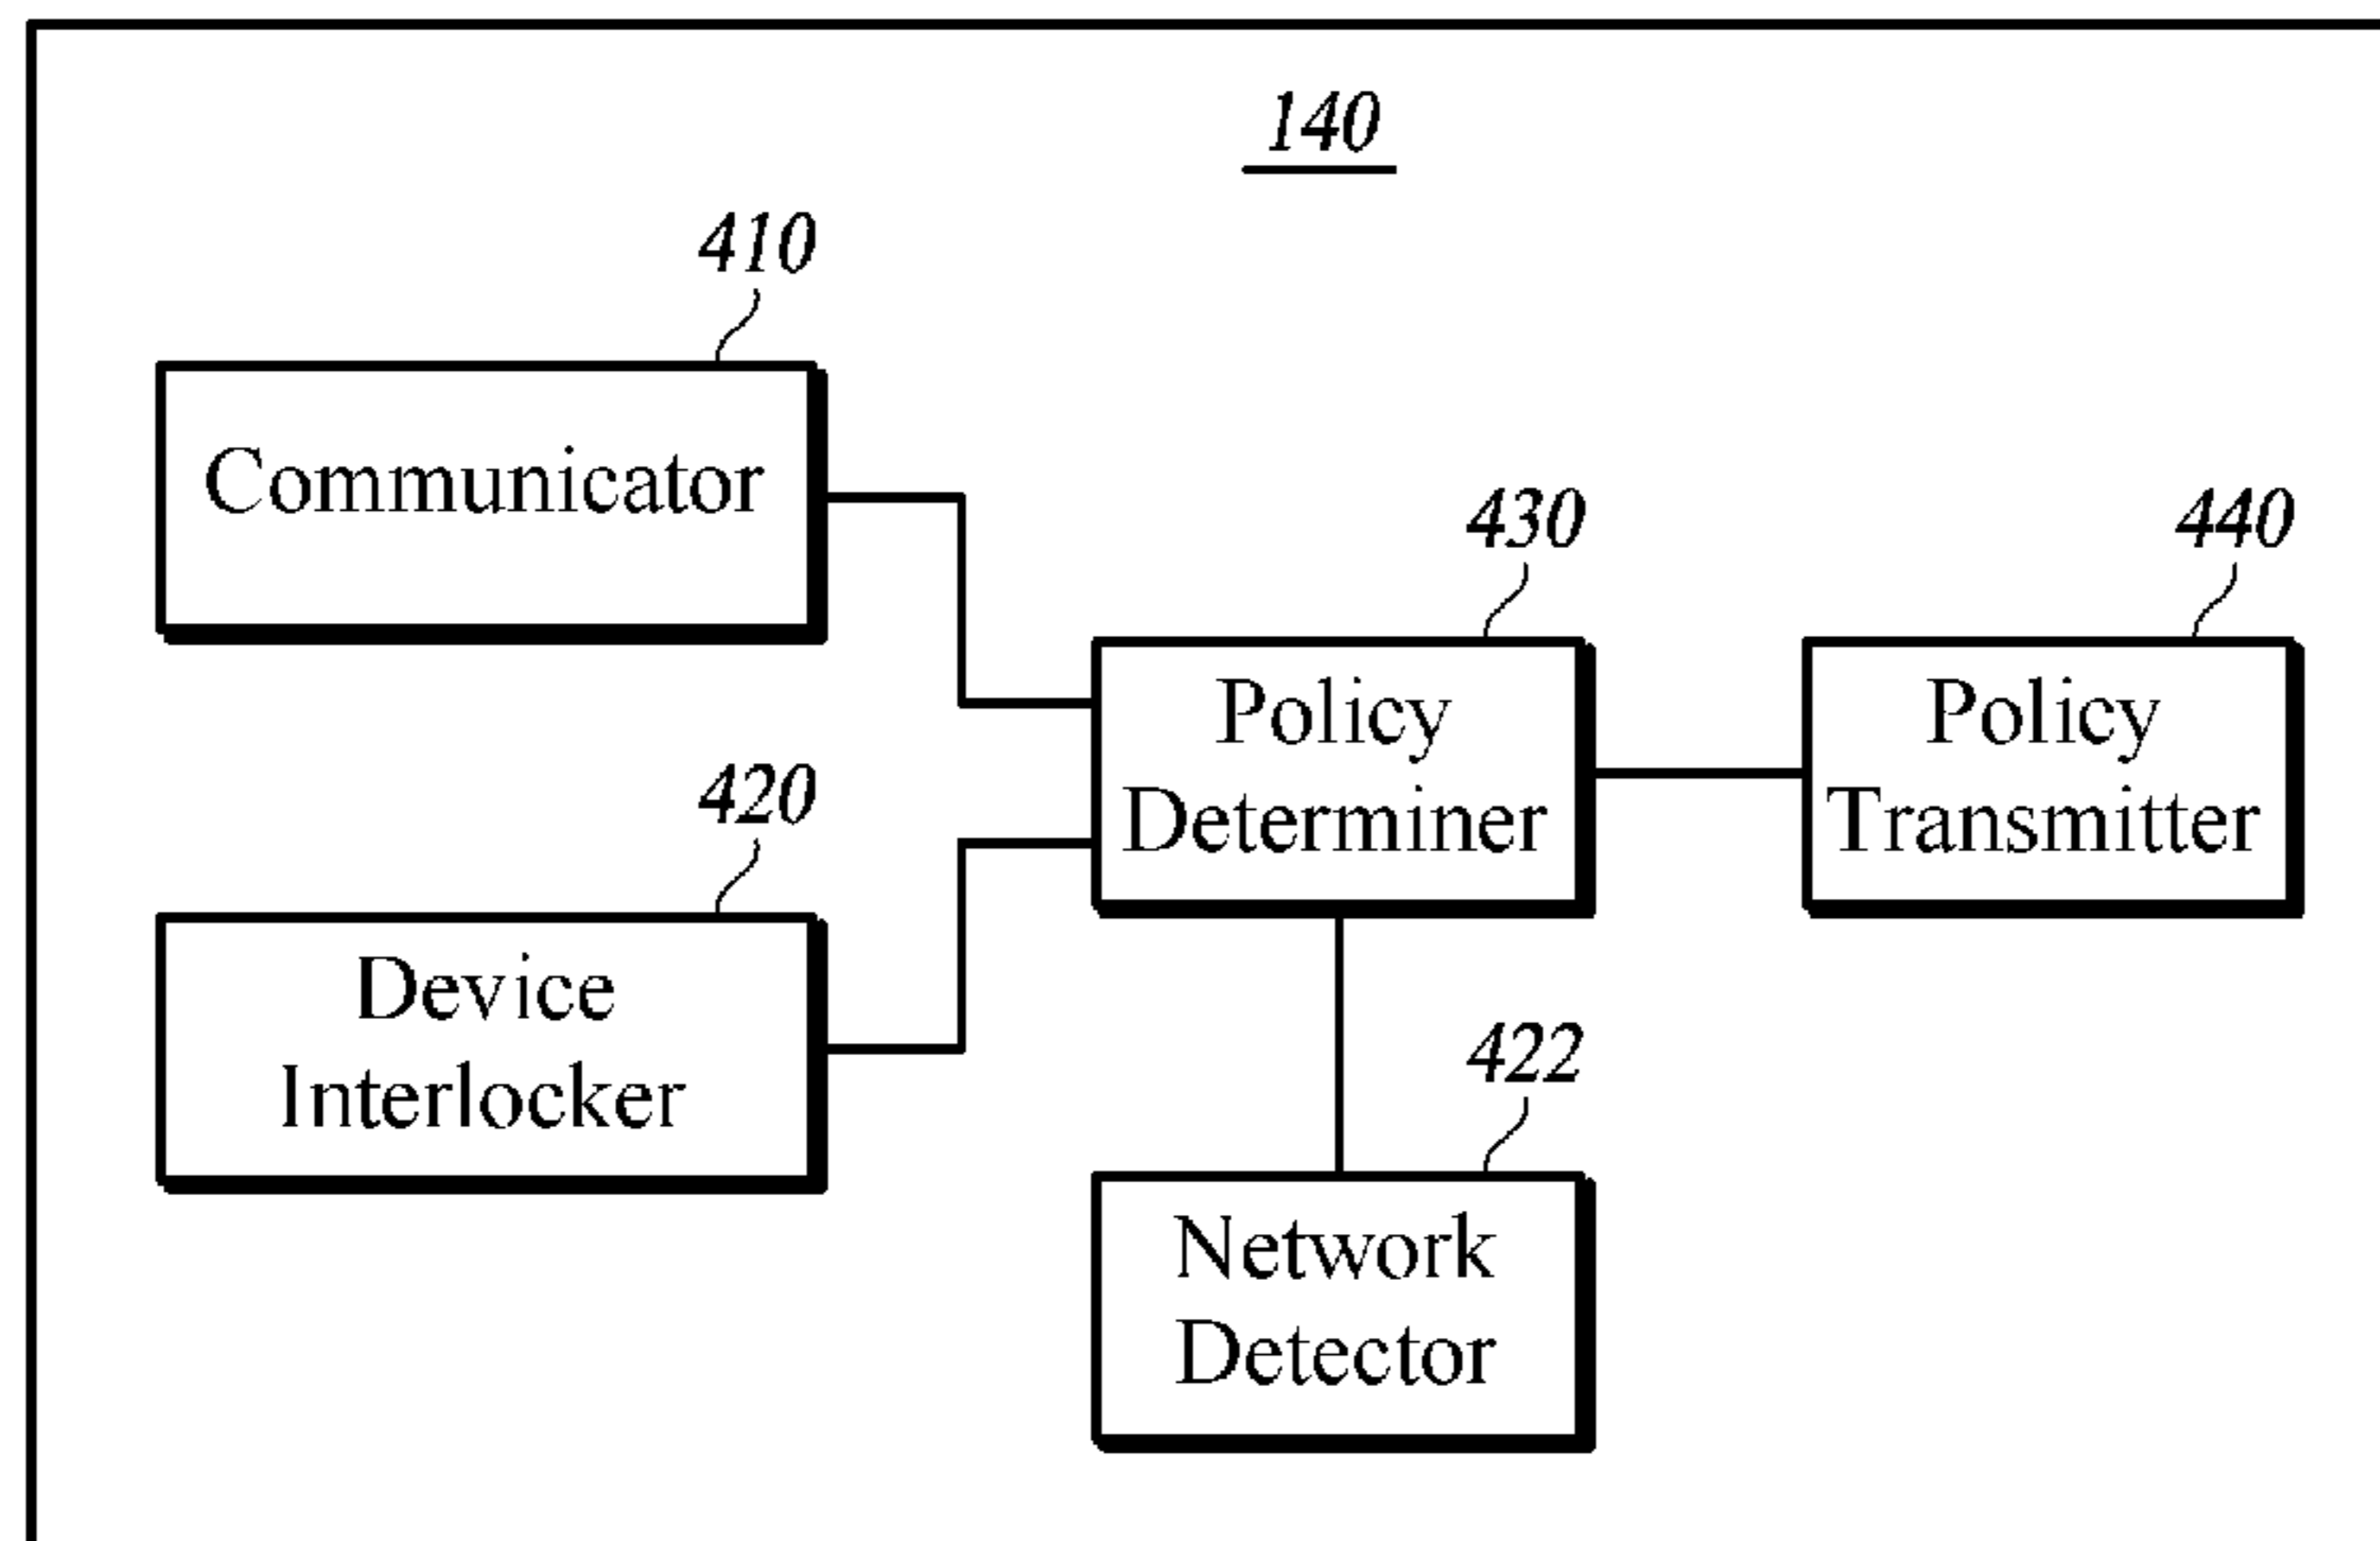 140
410
Communicator
430
440
Policy
Determiner
Policy
Transmitter
420
Device
Interlocker
422
Network
Detector